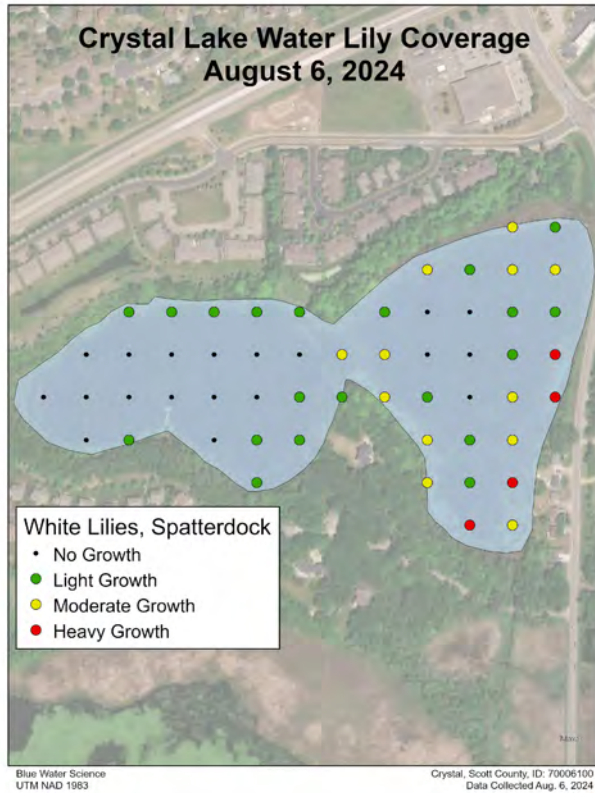 Crystal Lake Water Lily Coverage
August 6, 2024
White Lilies, Spatterdock
No Growth
Light Growth
Moderate Growth
Heavy Growth
Blue Water Science
UTM NAD 1983
Crystal, Scott County, ID: 70006100
Data Collected Aug. 6, 2024